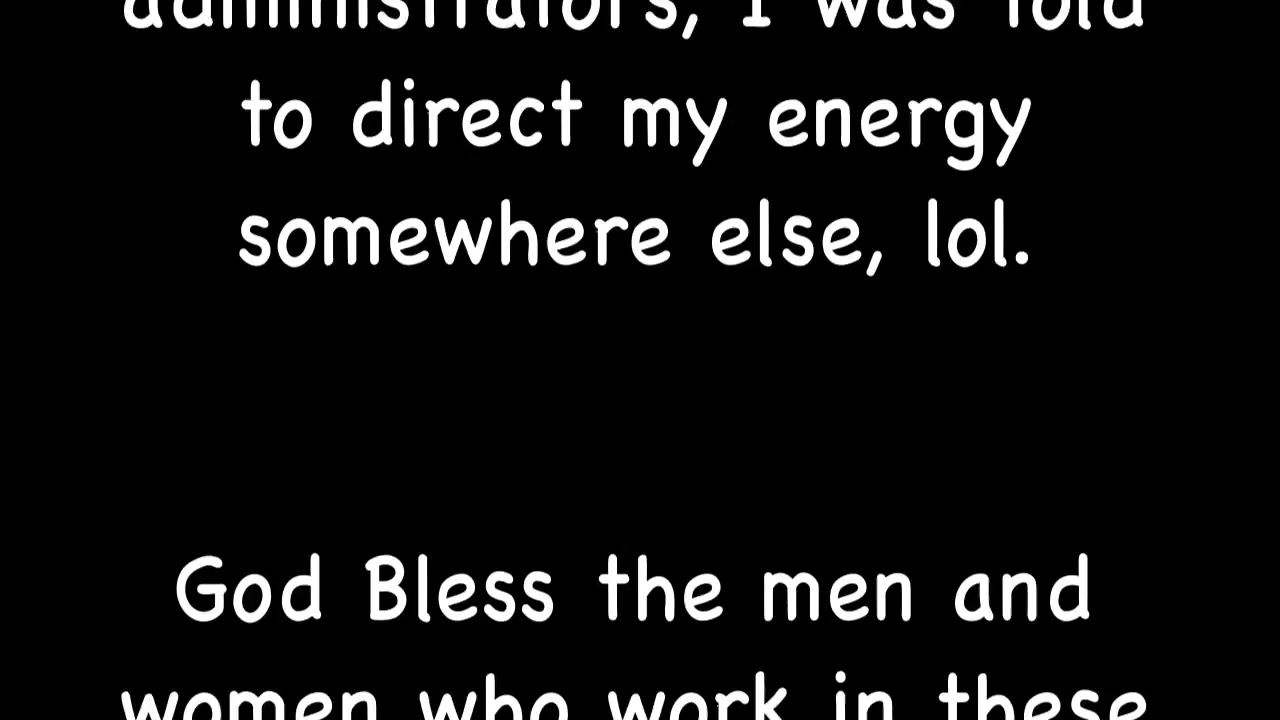 administrators, I was told
to direct my energy
somewhere else, lol.
God Bless the men and
women who work in these